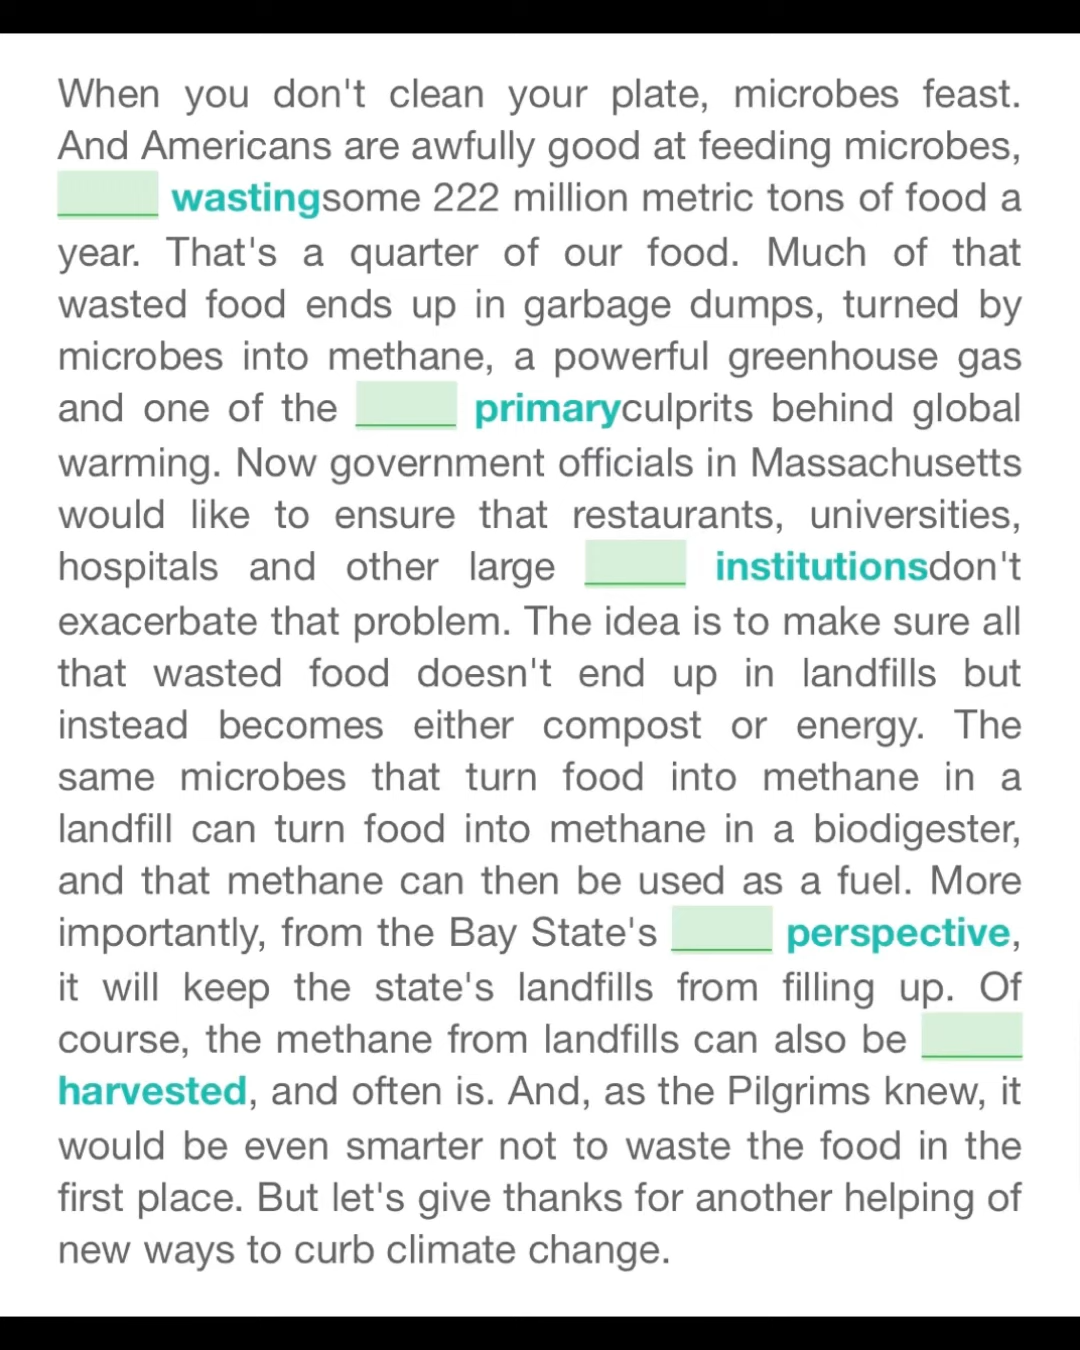 When you don't clean your plate, microbes feast.
And Americans are awfully good at feeding microbes,
wastingsome 222 million metric tons of food a
year. That's a quarter of our food. Much of that
wasted food ends up in garbage dumps, turned by
microbes into methane, a powerful greenhouse gas
and one of the primaryculprits behind global
warming. Now government officials in Massachusetts
would like to ensure that restaurants, universities,
hospitals and other large institutionsdon't
exacerbate that problem. The idea is to make sure all
that wasted food doesn't end up in landfills but
instead becomes either compost or energy. The
same microbes that turn food into methane in a
landfill can turn food into methane in a biodigester,
and that methane can then be used as a fuel. More
importantly, from the Bay State's perspective,
it will keep the state's landfills from filling up. Of
course, the methane from landfills can also be
harvested, and often is. And, as the Pilgrims knew, it
would be even smarter not to waste the food in the
first place. But let's give thanks for another helping of
new ways to curb climate change.